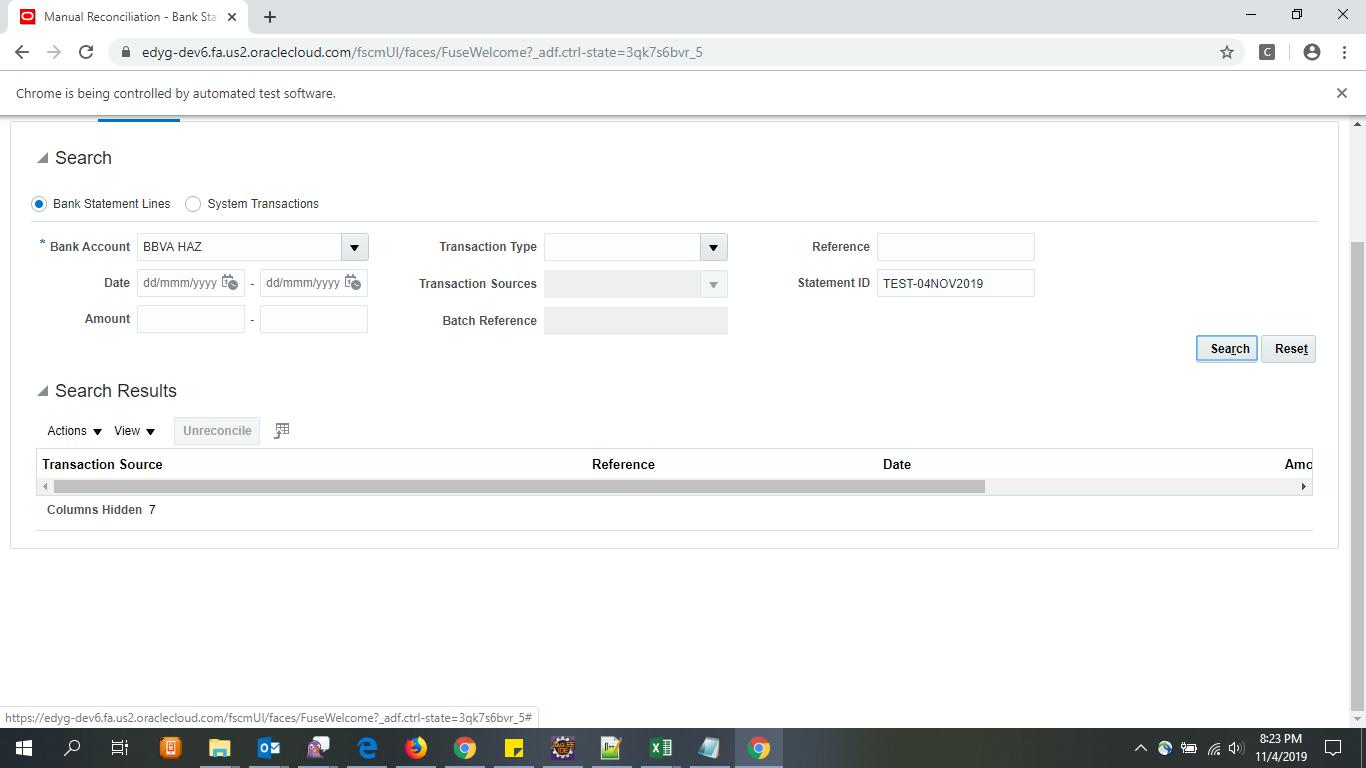 Manual Reconciliation - Bank Sta
edyg-dev6.fa.us2.oraclecloud.com/fscmUI/faces/FuseWelcome?_adf.ctrl-state=3qk7s6bvr_5
C
Chrome is being controlled by automated test software.
Search
Bank Statement Lines System Transactions
* Bank Account BBVA HAZ Transaction Type Reference
Date dd/mmm/yyyy - dd/mmm/yyyy Transaction Sources Statement ID TEST-04NOV2019
Amount - Batch Reference
Search Reset
Search Results
Actions View Unreconcile
Transaction Source Reference Date Amo
Columns Hidden 7
https://edyg-dev6.fa.us2.oraclecloud.com/fscmUI/faces/FuseWelcome?_adf.ctrl-state=3qk7s6bvr_5#
8:23 PM
11/4/2019